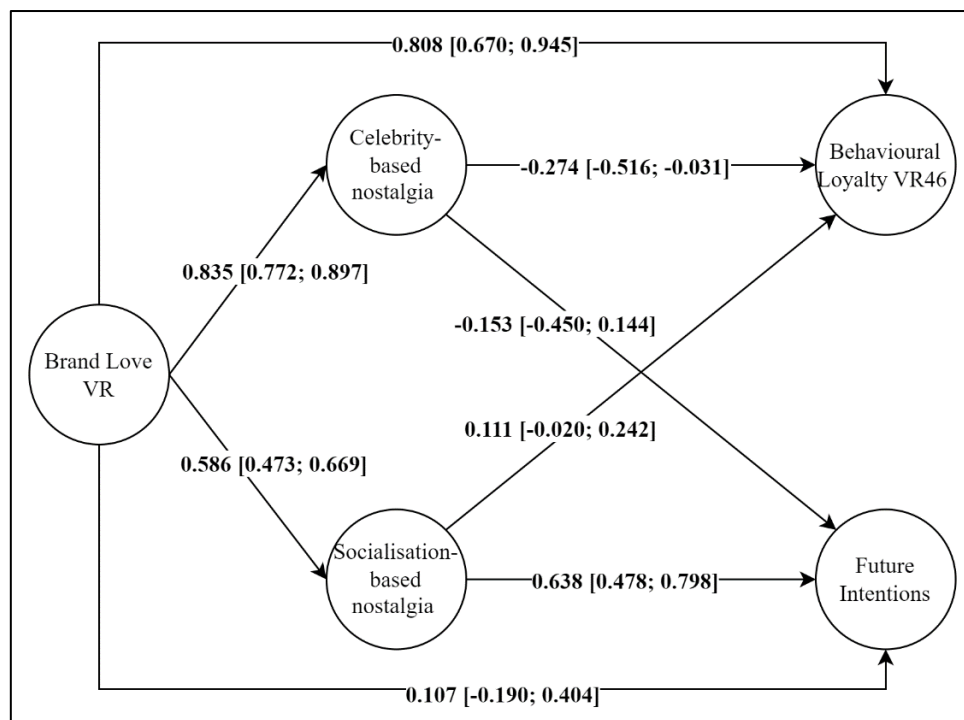 0.808 [0.670; 0.945]
Celebrity-
based
nostalgia
-0.274 [-0.516; -0.031]
Behavioural
Loyalty VR46
0.835 [0.772; 0.897]
-0.153 [-0.450; 0.144]
Brand Love
VR
0.111 [-0.020; 0.242]
0.586 [0.473; 0.669]
Socialisation-
based
nostalgia
0.638 [0.478; 0.798]
Future
Intentions
0.107 [-0.190; 0.404]